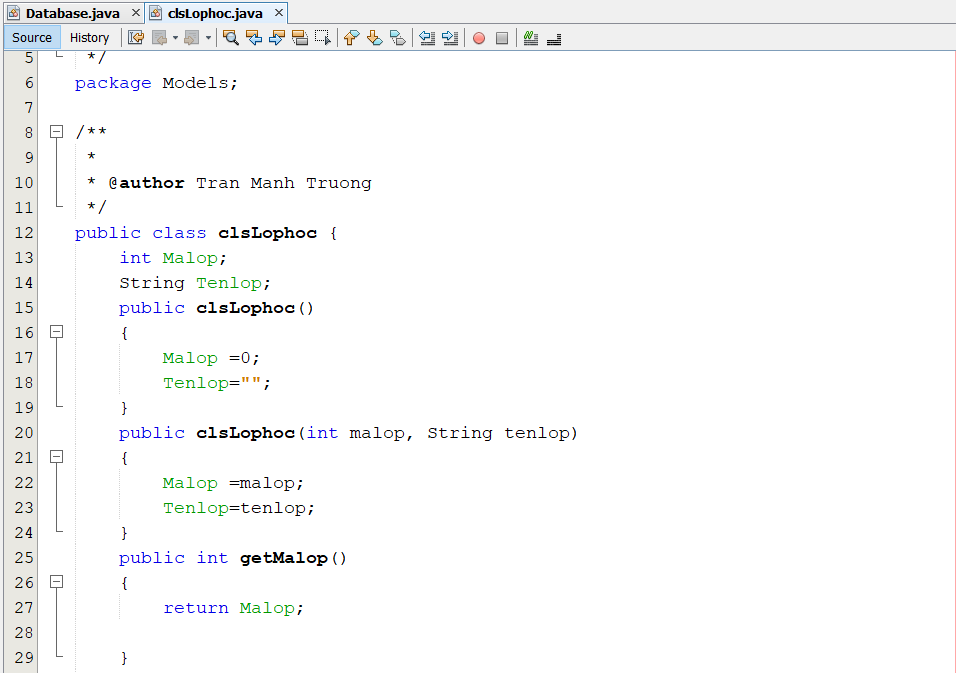 Database.java × clsLophoc.java ×
Source History
5 */
6 package Models;
7
8 /**
9 *
10 * @author Tran Manh Truong
11 */
12 public class clsLophoc {
13 int Malop;
14 String Tenlop;
15 public clsLophoc()
16 {
17 Malop =0;
18 Tenlop="";
19 }
20 public clsLophoc(int malop, String tenlop)
21 {
22 Malop =malop;
23 Tenlop=tenlop;
24 }
25 public int getMalop()
26 {
27 return Malop;
28
29 }